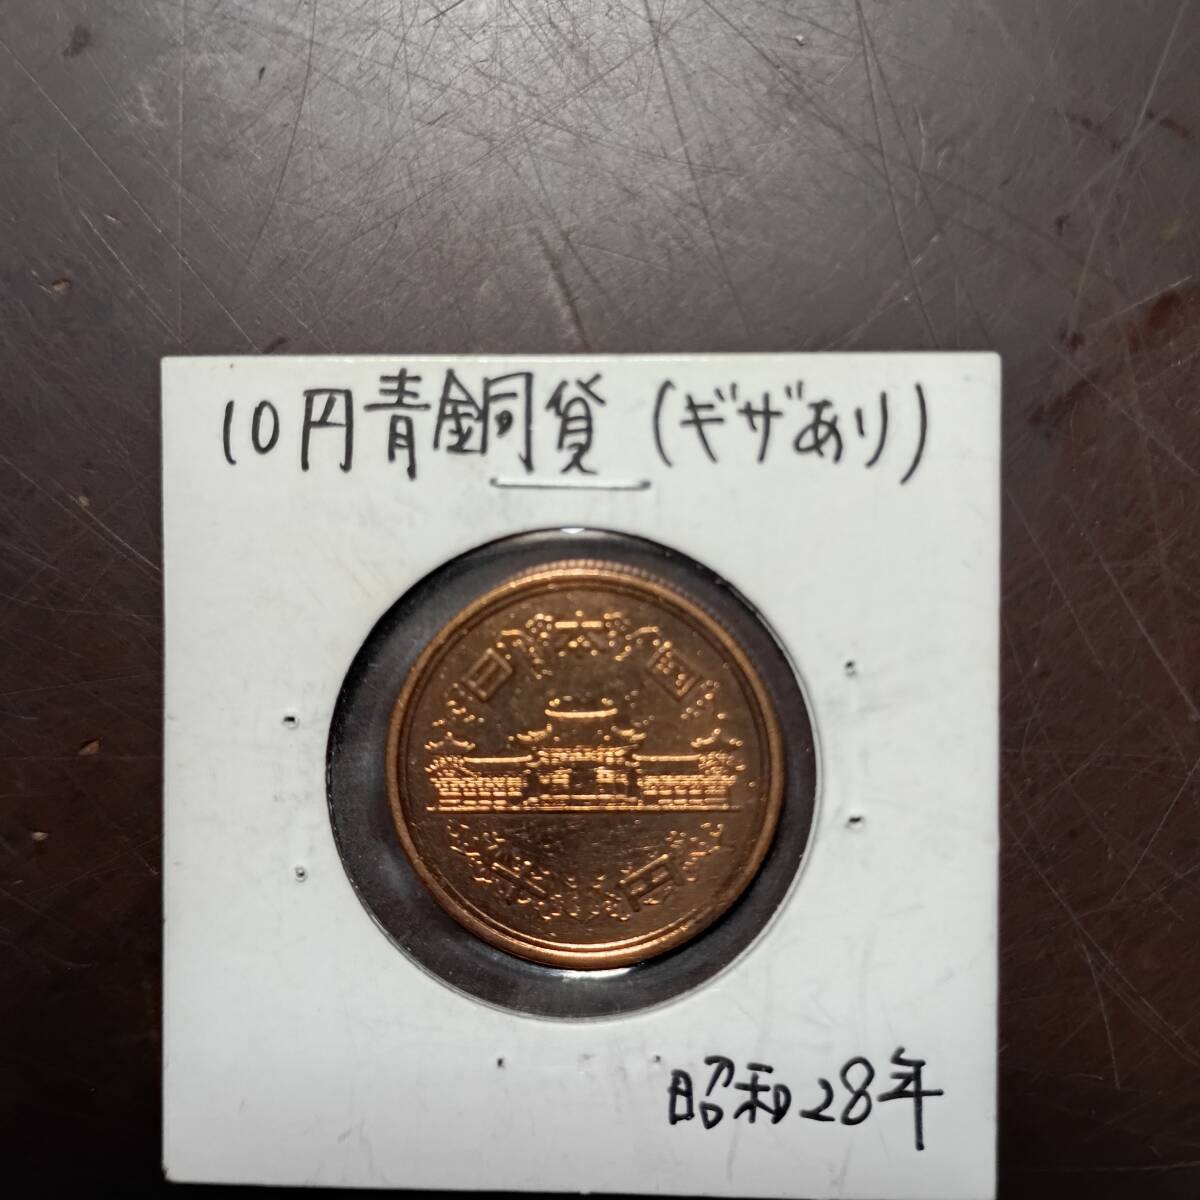 10円青銅貨(ギザあり)
日本国
十円
昭和28年